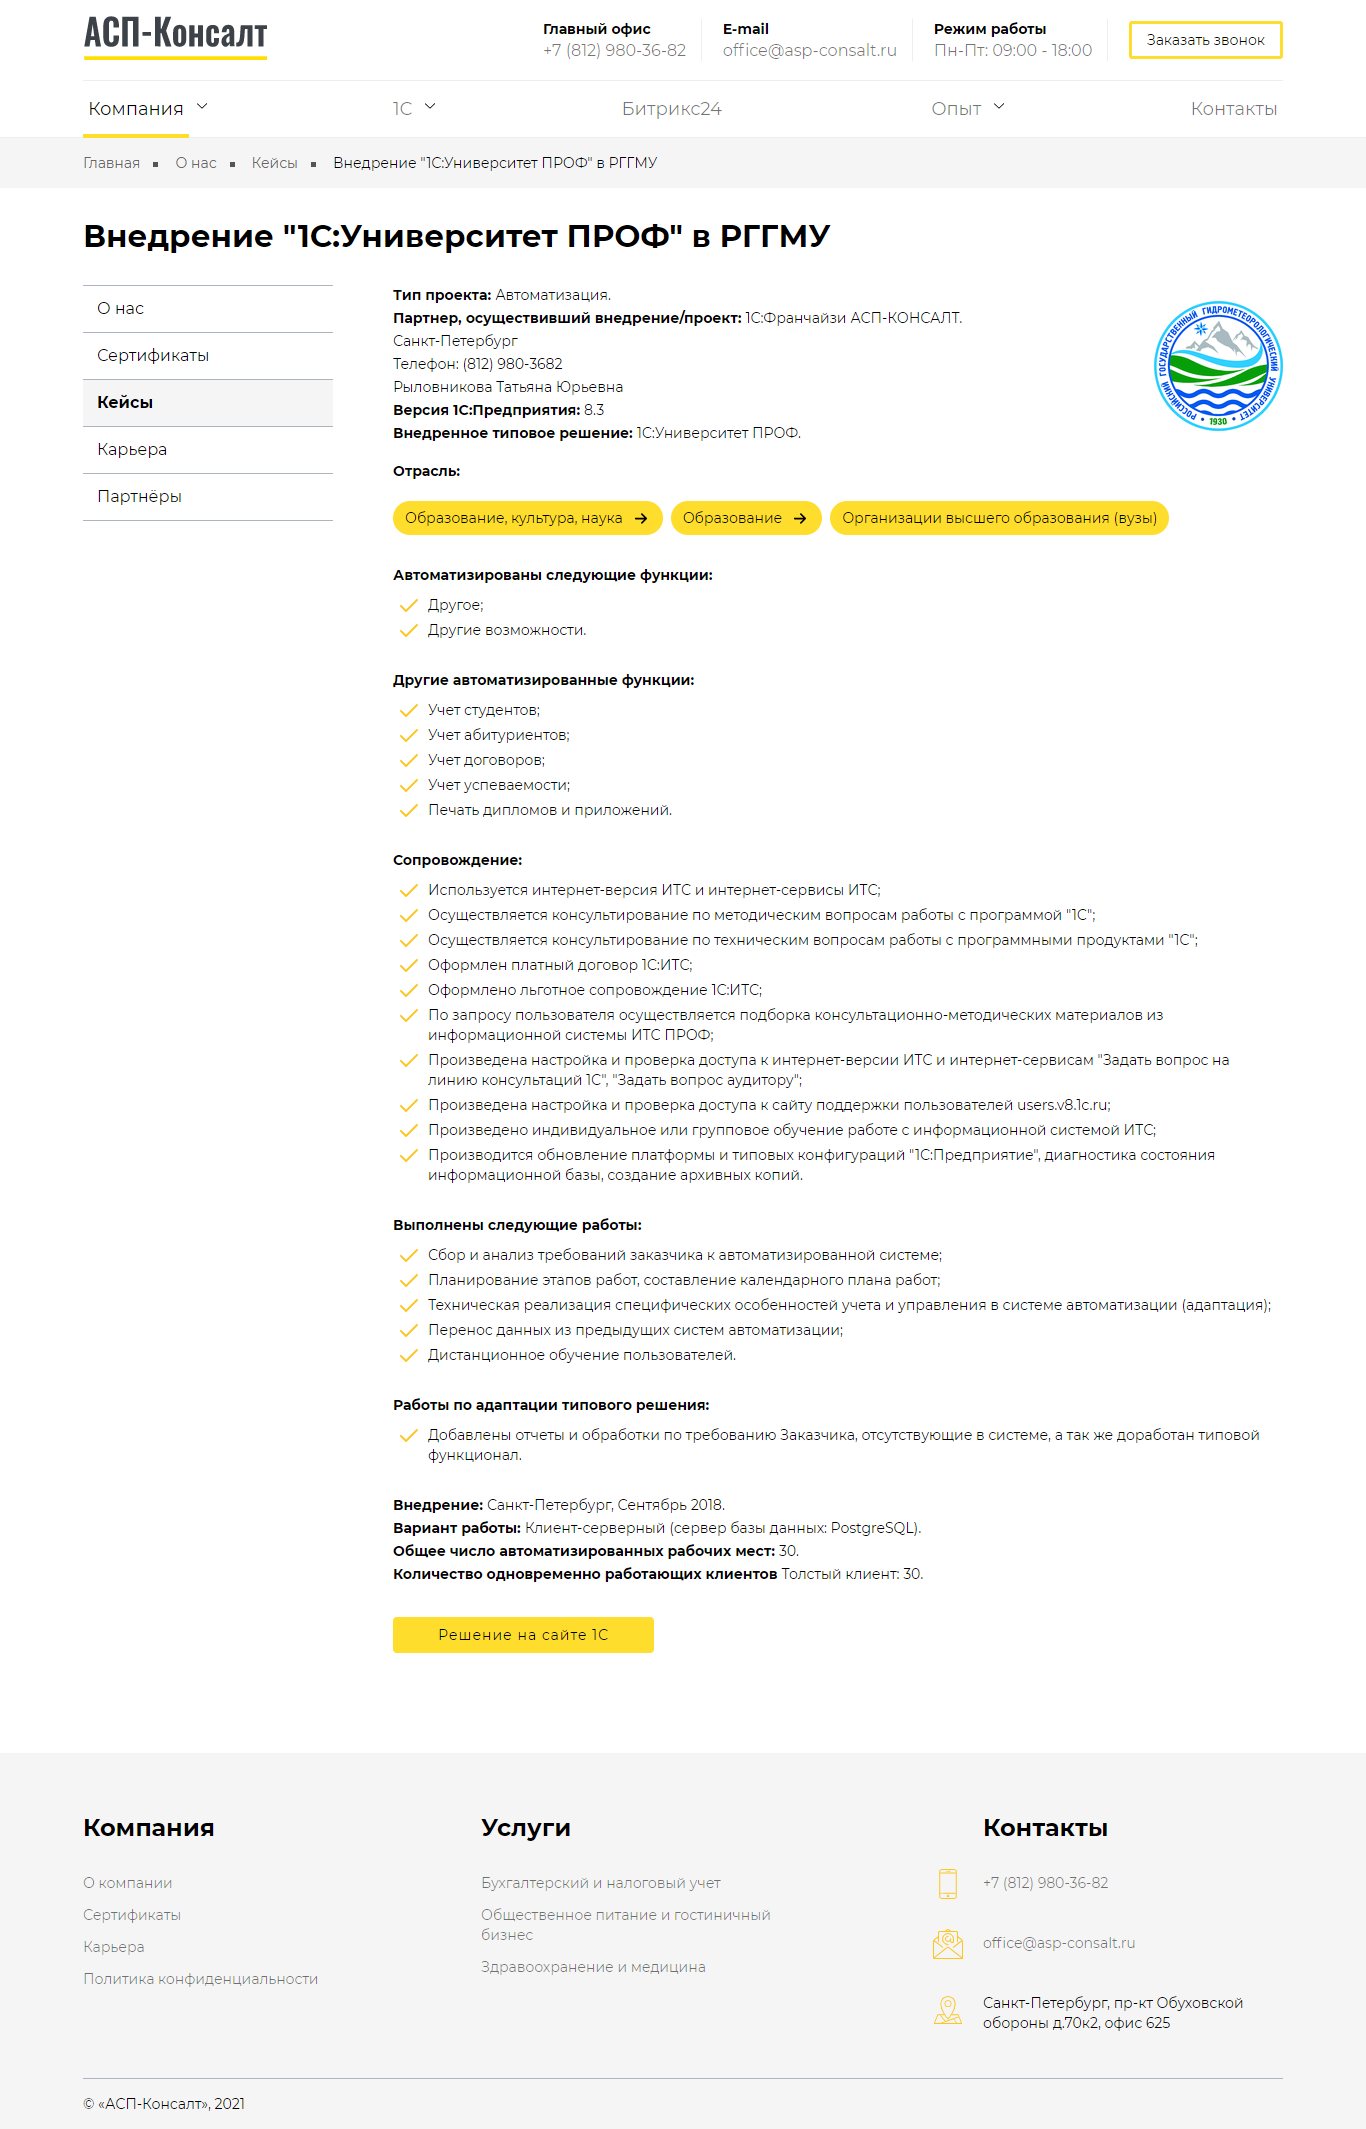 АСП-Консалт
Главный офис
+7 (812) 980-36-82
E-mail
office@asp-consalt.ru
Режим работы
Пн-Пт: 09:00 - 18:00
Заказать звонок
Компания
1С
Битрикс24
Опыт
Контакты
Главная ▪ О нас ▪ Кейсы ▪ Внедрение "1С:Университет ПРОФ" в РГГМУ
Внедрение "1С:Университет ПРОФ" в РГГМУ
О нас
Сертификаты
Кейсы
Карьера
Партнёры
Тип проекта: Автоматизация.
Партнер, осуществивший внедрение/проект: 1С:Франчайзи АСП-КОНСАЛТ.
Санкт-Петербург
Телефон: (812) 980-3682
Рыловникова Татьяна Юрьевна
Версия 1С:Предприятия: 8.3
Внедренное типовое решение: 1С:Университет ПРОФ.
РОССИЙСКИЙ ГОСУДАРСТВЕННЫЙ ГИДРОМЕТЕОРОЛОГИЧЕСКИЙ УНИВЕРСИТЕТ
• 1930 •
Отрасль:
Образование, культура, наука →
Образование →
Организации высшего образования (вузы)
Автоматизированы следующие функции:
Другое;
Другие возможности.
Другие автоматизированные функции:
Учет студентов;
Учет абитуриентов;
Учет договоров;
Учет успеваемости;
Печать дипломов и приложений.
Сопровождение:
Используется интернет-версия ИТС и интернет-сервисы ИТС;
Осуществляется консультирование по методическим вопросам работы с программой "1С";
Осуществляется консультирование по техническим вопросам работы с программными продуктами "1С";
Оформлен платный договор 1С:ИТС;
Оформлено льготное сопровождение 1С:ИТС;
По запросу пользователя осуществляется подборка консультационно-методических материалов из
информационной системы ИТС ПРОФ;
Произведена настройка и проверка доступа к интернет-версии ИТС и интернет-сервисам "Задать вопрос на
линию консультаций 1С", "Задать вопрос аудитору";
Произведена настройка и проверка доступа к сайту поддержки пользователей users.v8.1c.ru;
Произведено индивидуальное или групповое обучение работе с информационной системой ИТС;
Производится обновление платформы и типовых конфигураций "1С:Предприятие", диагностика состояния
информационной базы, создание архивных копий.
Выполнены следующие работы:
Сбор и анализ требований заказчика к автоматизированной системе;
Планирование этапов работ, составление календарного плана работ;
Техническая реализация специфических особенностей учета и управления в системе автоматизации (адаптация);
Перенос данных из предыдущих систем автоматизации;
Дистанционное обучение пользователей.
Работы по адаптации типового решения:
Добавлены отчеты и обработки по требованию Заказчика, отсутствующие в системе, а так же доработан типовой
функционал.
Внедрение: Санкт-Петербург, Сентябрь 2018.
Вариант работы: Клиент-серверный (сервер базы данных: PostgreSQL).
Общее число автоматизированных рабочих мест: 30.
Количество одновременно работающих клиентов Толстый клиент: 30.
Решение на сайте 1С
Компания
О компании
Сертификаты
Карьера
Политика конфиденциальности
Услуги
Бухгалтерский и налоговый учет
Общественное питание и гостиничный
бизнес
Здравоохранение и медицина
Контакты
+7 (812) 980-36-82
office@asp-consalt.ru
Санкт-Петербург, пр-кт Обуховской
обороны д.70к2, офис 625
© «АСП-Консалт», 2021